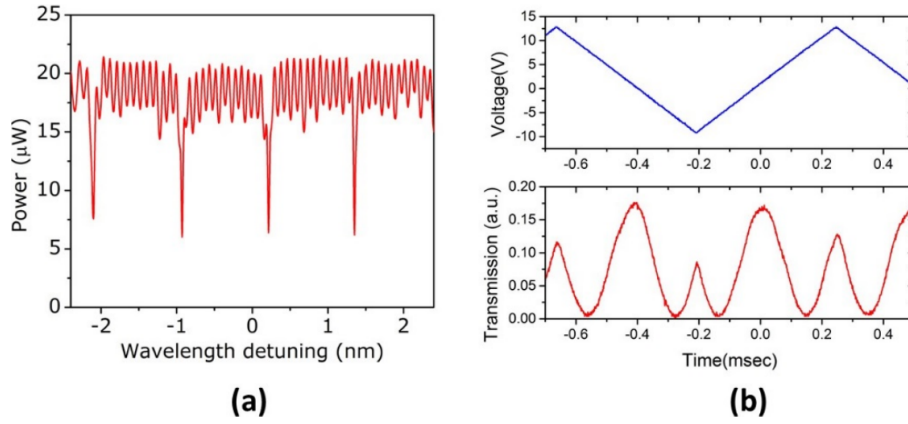 (a)
25
20
15
10
5
0
Power (μW)
-2 -1 0 1 2
Wavelength detuning (nm)
(a)
(b)
15
10
5
0
-5
-10
Voltage(V)
-0.6 -0.4 -0.2 0.0 0.2 0.4
0.20
0.15
0.10
0.05
0.00
Transmission (a.u.)
-0.6 -0.4 -0.2 0.0 0.2 0.4
Time(msec)
(b)